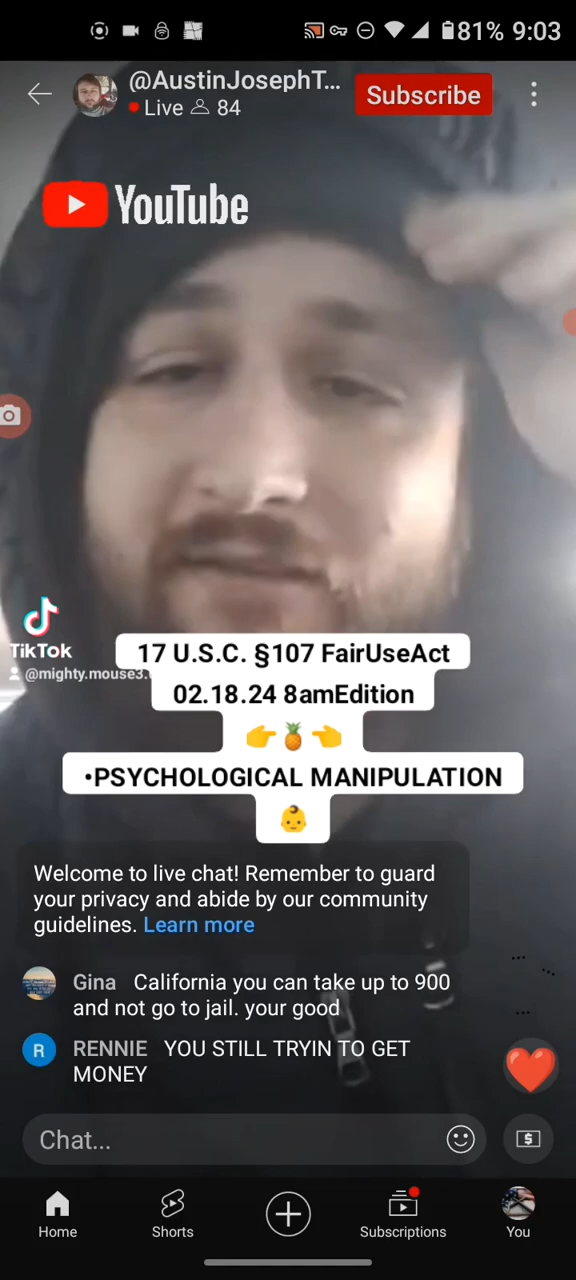 81% 9:03
@AustinJosephT...
Live 84
Subscribe
YouTube
TikTok
@mighty.mouse3.
17 U.S.C. §107 FairUseAct
02.18.24 8amEdition
👉🍍👈
•PSYCHOLOGICAL MANIPULATION
👶
Welcome to live chat! Remember to guard
your privacy and abide by our community
guidelines. Learn more
Gina California you can take up to 900
and not go to jail. your good
R RENNIE YOU STILL TRYIN TO GET
MONEY
Chat...
Home Shorts Subscriptions You